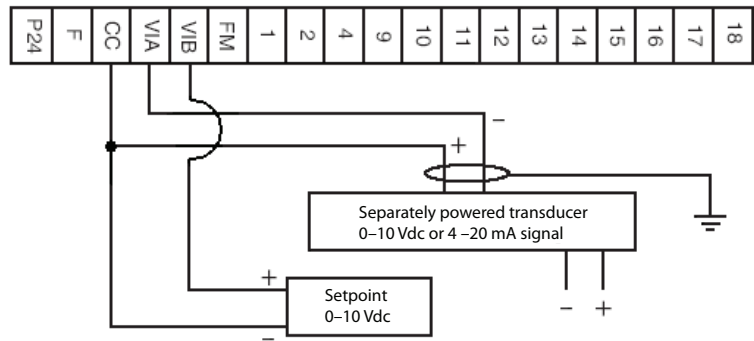 P24 F CC VIA VIB FM 1 2 4 9 10 11 12 13 14 15 16 17 18
−
+
Separately powered transducer
0–10 Vdc or 4 –20 mA signal
+
− +
Setpoint
0–10 Vdc
−